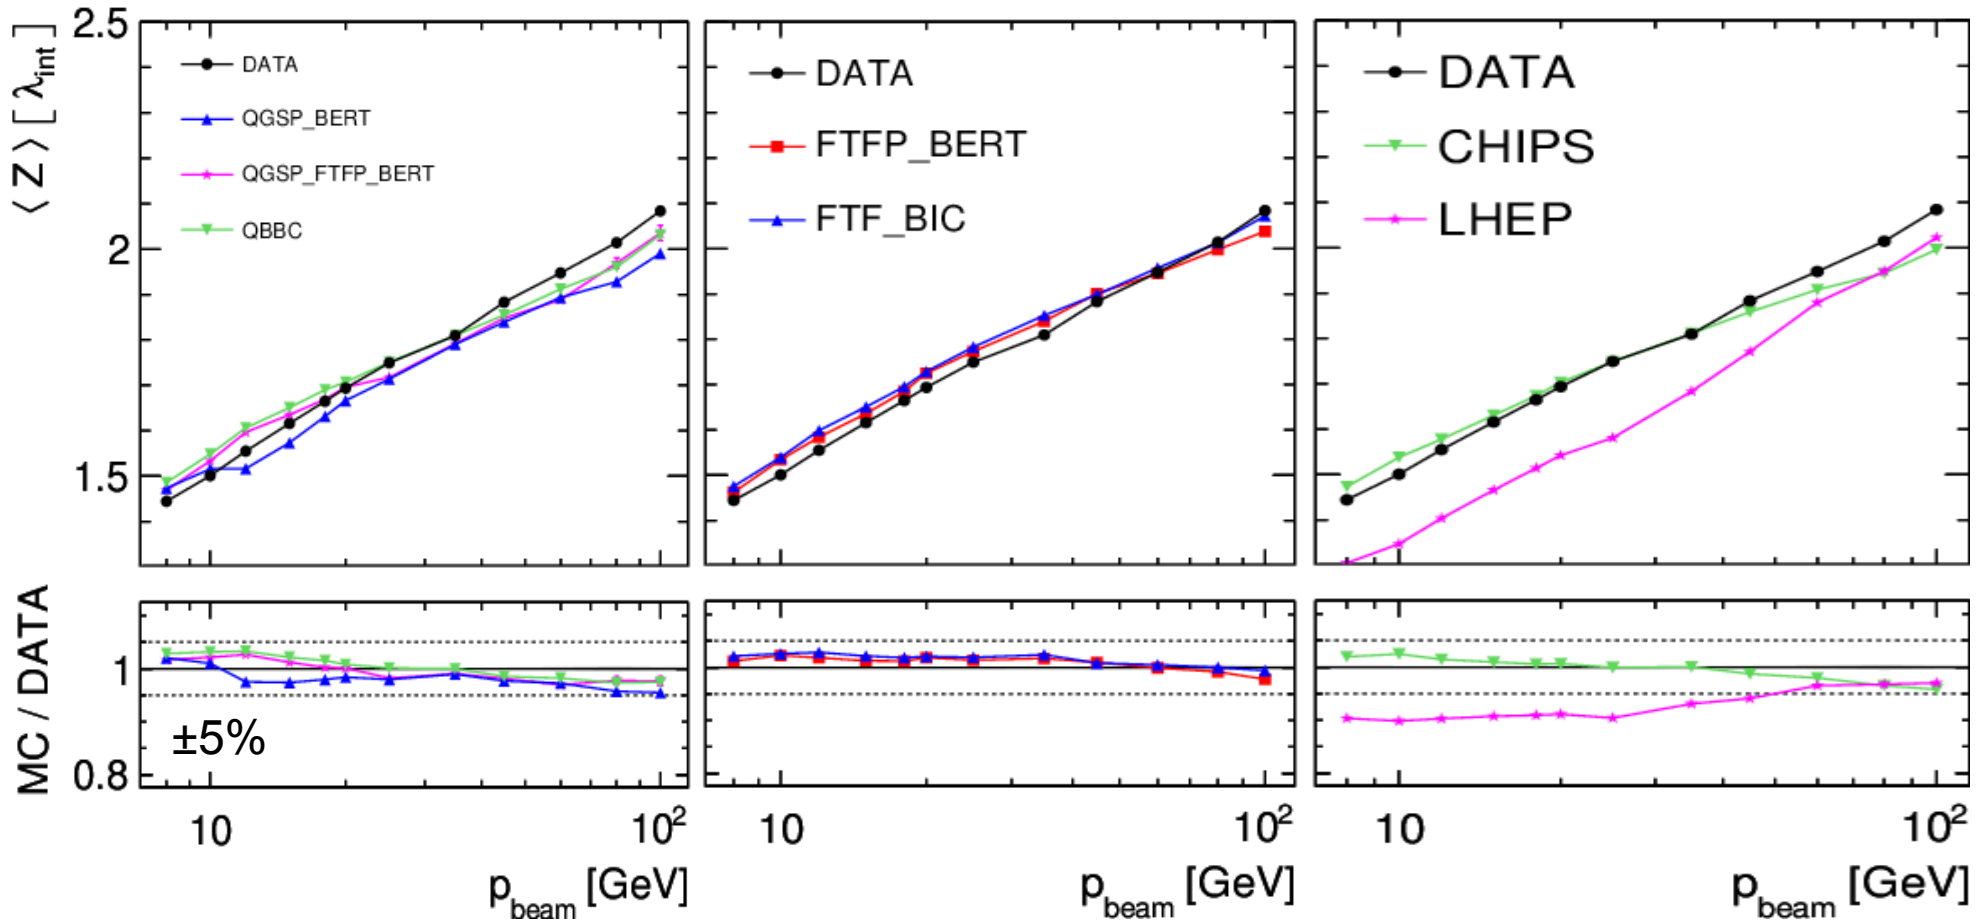 ⟨ Z ⟩ [ λint]
2.5
2
1.5
DATA
QGSP_BERT
QGSP_FTFP_BERT
QBBC
DATA
FTFP_BERT
FTF_BIC
DATA
CHIPS
LHEP
MC / DATA
1
0.8
±5%
10
10²
10
10²
10
10²
pbeam [GeV]
pbeam [GeV]
pbeam [GeV]